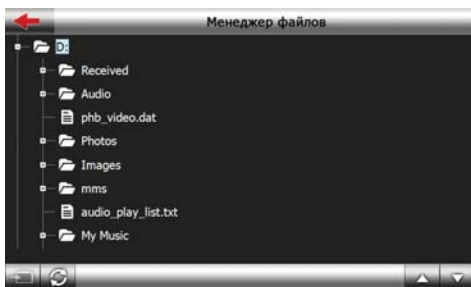 Менеджер файлов
D:
Received
Audio
phb_video.dat
Photos
Images
mms
audio_play_list.txt
My Music